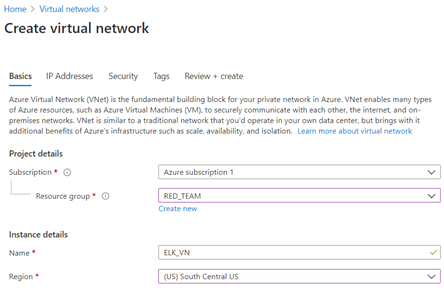 Home > Virtual networks >
Create virtual network
Basics IP Addresses Security Tags Review + create
Azure Virtual Network (VNet) is the fundamental building block for your private network in Azure. VNet enables many types
of Azure resources, such as Azure Virtual Machines (VM), to securely communicate with each other, the internet, and on-
premises networks. VNet is similar to a traditional network that you'd operate in your own data center, but brings with it
additional benefits of Azure's infrastructure such as scale, availability, and isolation. Learn more about virtual network
Project details
Subscription * Azure subscription 1
Resource group * RED_TEAM
Create new
Instance details
Name * ELK_VN
Region * (US) South Central US